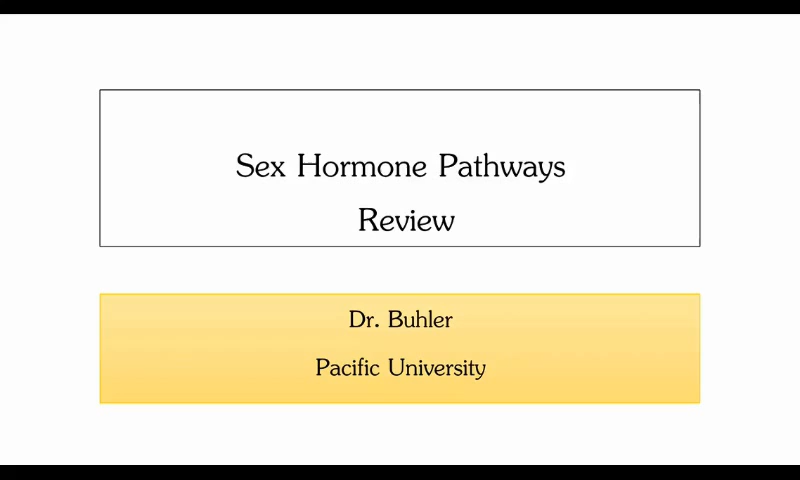 Sex Hormone Pathways
Review
Dr. Buhler
Pacific University